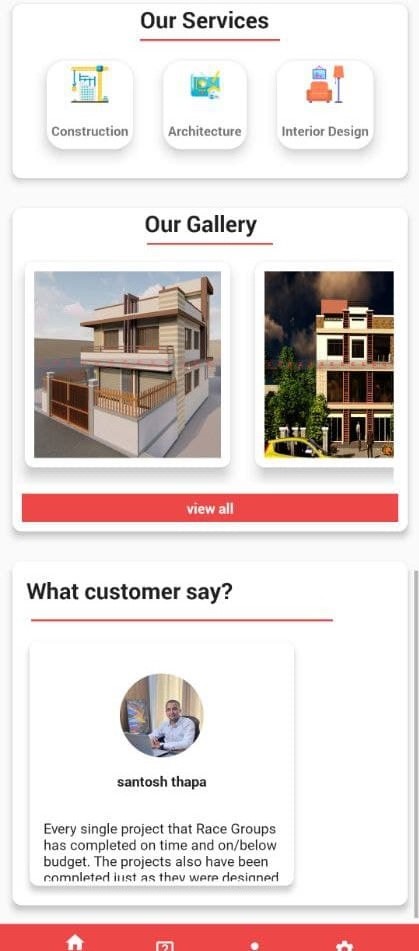 Our Services
Construction
Architecture
Interior Design
Our Gallery
view all
What customer say?
santosh thapa
Every single project that Race Groups
has completed on time and on/below
budget. The projects also have been
completed just as they were designed